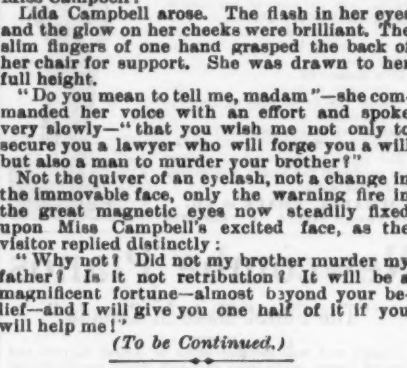 Lida Campbell arose. The flash in her eyes
and the glow on her cheeks were brilliant. The
slim fingers of one hand grasped the back of
her chair for support. She was drawn to her
full height.
"Do you mean to tell me, madam"—she com-
manded her voice with an effort and spoke
very slowly—"that you wish me not only to
secure you a lawyer who will forge you a will
but also a man to murder your brother?"
Not the quiver of an eyelash, not a change in
the immovable face, only the warning fire in
the great magnetic eyes now steadily fixed
upon Miss Campbell's excited face, as the
visitor replied distinctly:
"Why not? Did not my brother murder my
father? Is it not retribution? It will be a
magnificent fortune—almost beyond your be-
lief—and I will give you one half of it if you
will help me!"
(To be Continued.)